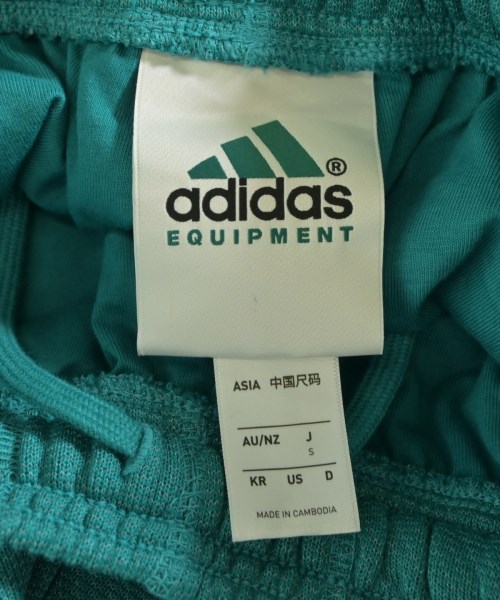 ®
adidas
EQUIPMENT
ASIA 中国尺码
AU/NZ J
S
KR US D
MADE IN CAMBODIA